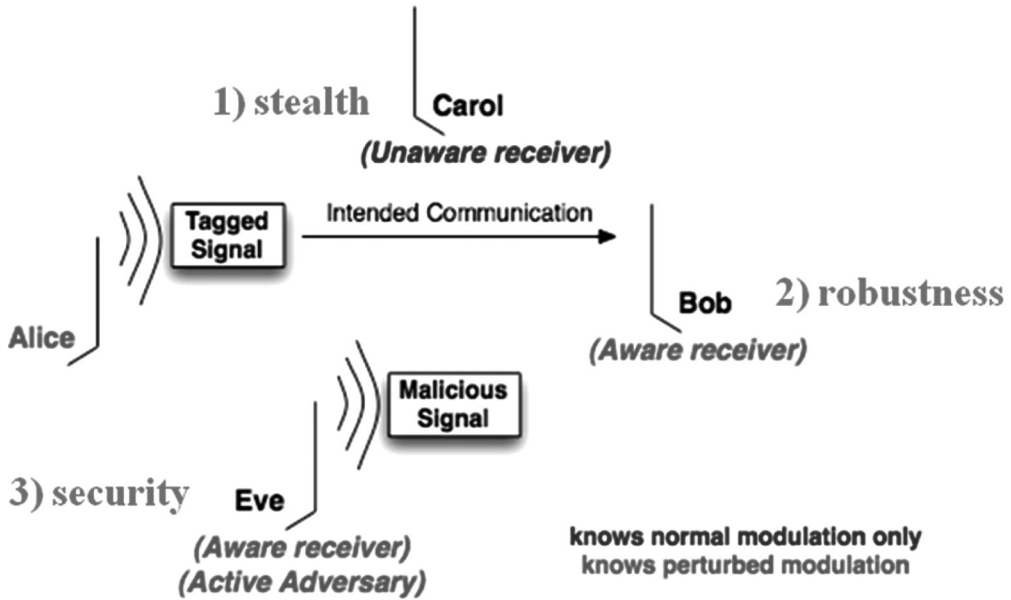 1) stealth
Carol
(Unaware receiver)
Tagged
Signal
Intended Communication
Alice
Bob
2) robustness
(Aware receiver)
Malicious
Signal
3) security
Eve
(Aware receiver)
(Active Adversary)
knows normal modulation only
knows perturbed modulation